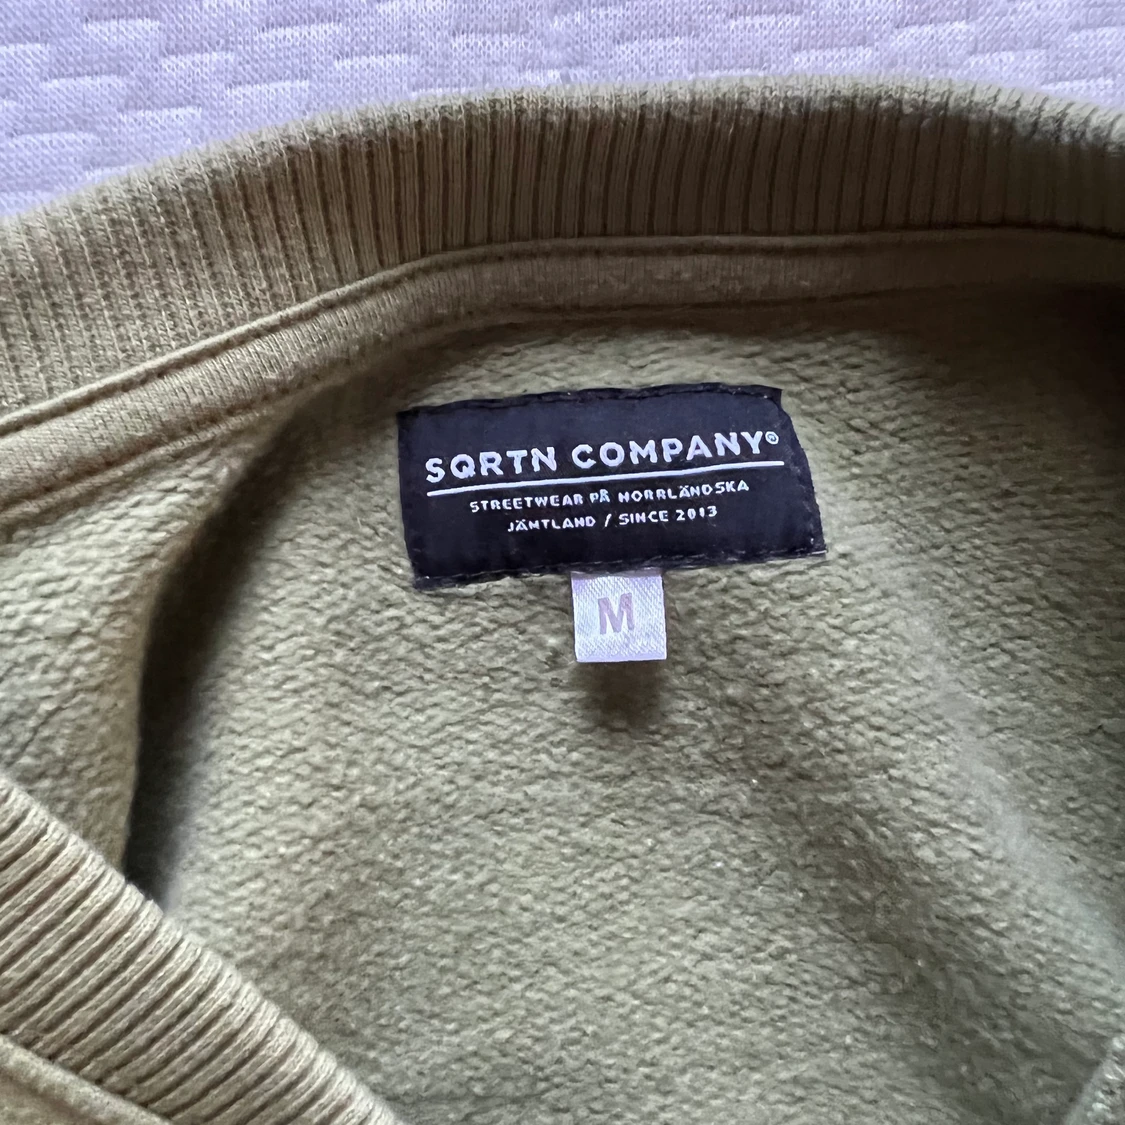 SQRTN COMPANY®
STREETWEAR PÅ NORRLÄNDSKA
JÄMTLAND / SINCE 2013
M